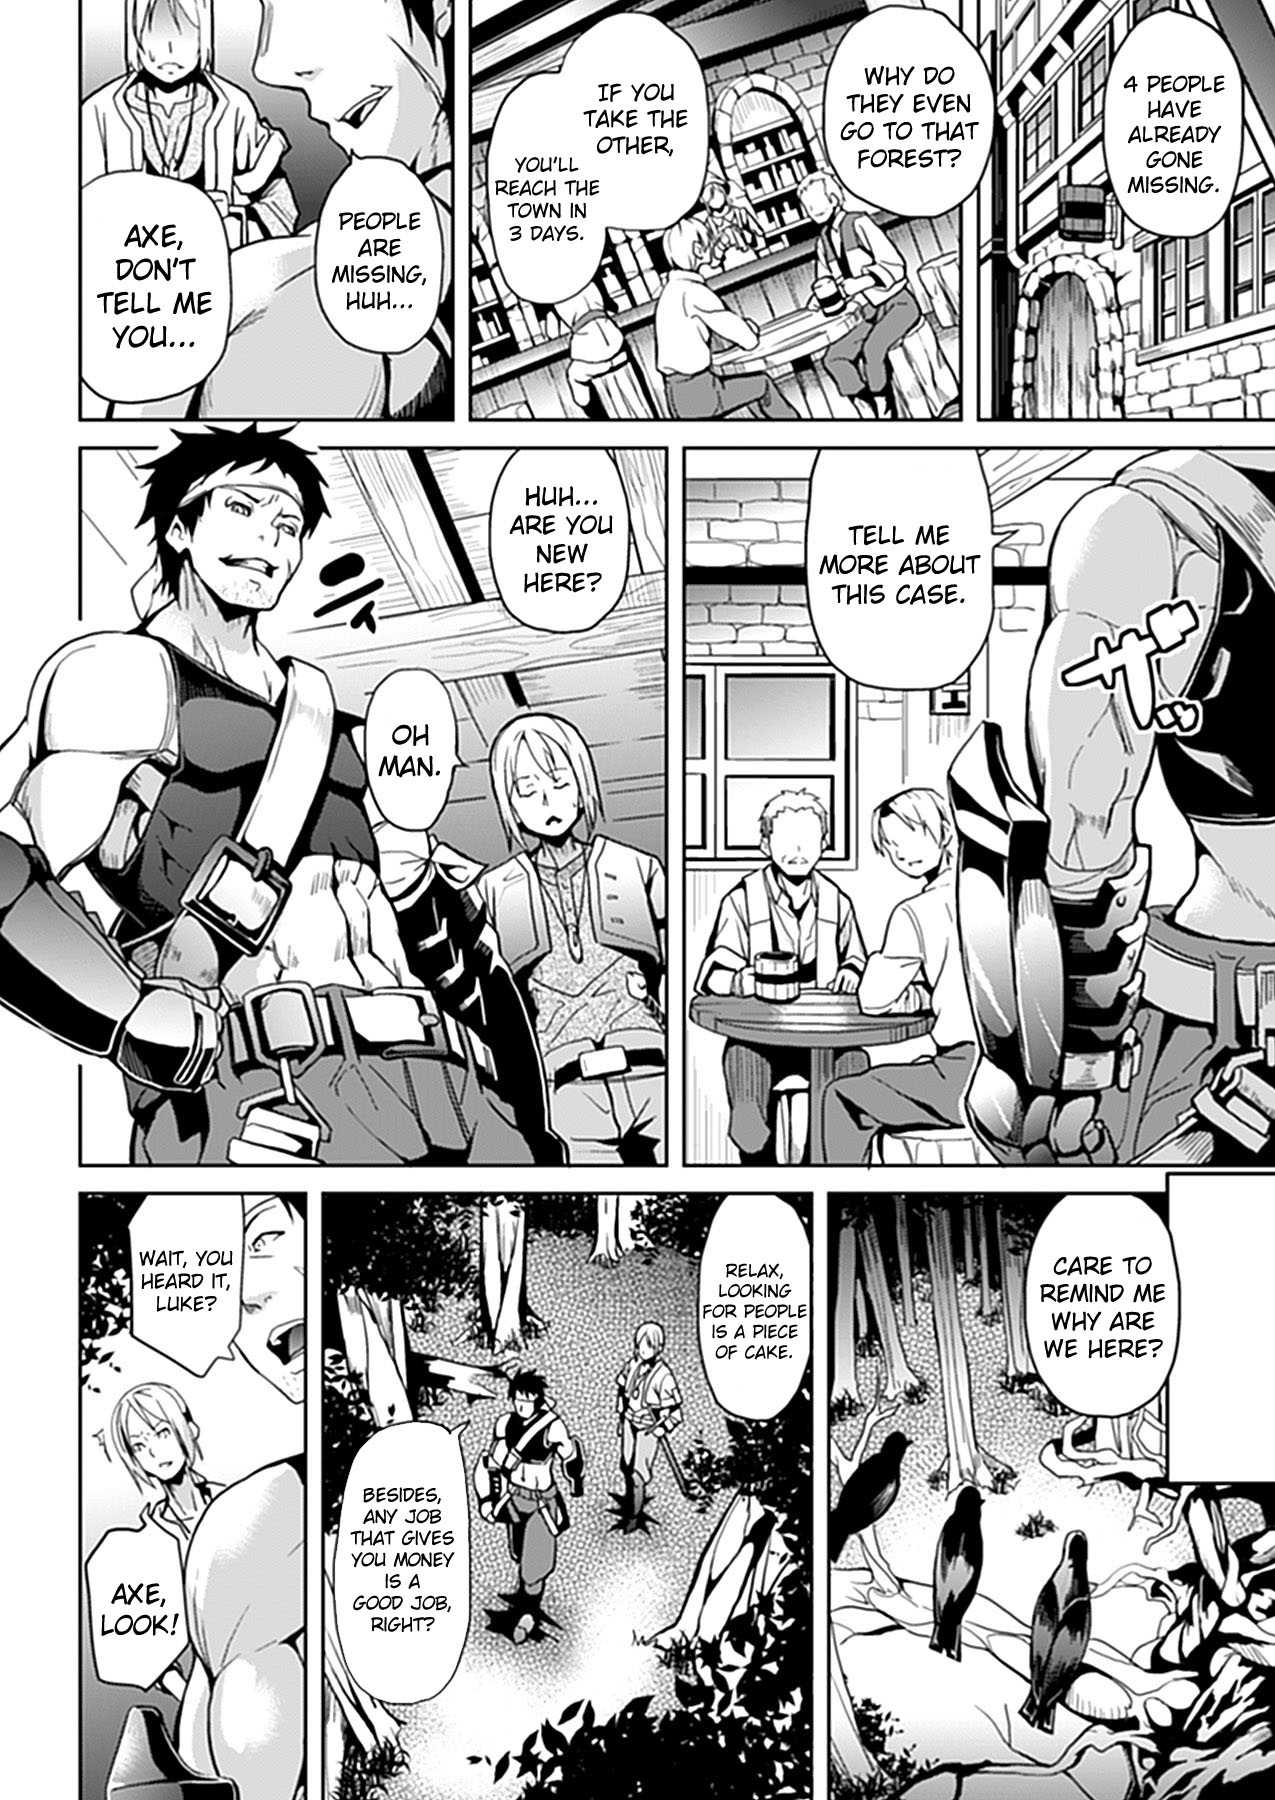 4 PEOPLE
HAVE
ALREADY
GONE
MISSING.
WHY DO
THEY EVEN
GO TO THAT
FOREST?
IF YOU
TAKE THE
OTHER,
YOU'LL
REACH THE
TOWN IN
3 DAYS.
PEOPLE
ARE
MISSING,
HUH...
AXE,
DON'T
TELL ME
YOU...
TELL ME
MORE ABOUT
THIS CASE.
ザッ
HUH...
ARE YOU
NEW
HERE?
OH
MAN.
CARE TO
REMIND ME
WHY ARE
WE HERE?
RELAX,
LOOKING
FOR PEOPLE
IS A PIECE
OF CAKE.
BESIDES,
ANY JOB
THAT GIVES
YOU MONEY
IS A
GOOD JOB,
RIGHT?
WAIT, YOU
HEARD IT,
LUKE?
AXE,
LOOK!